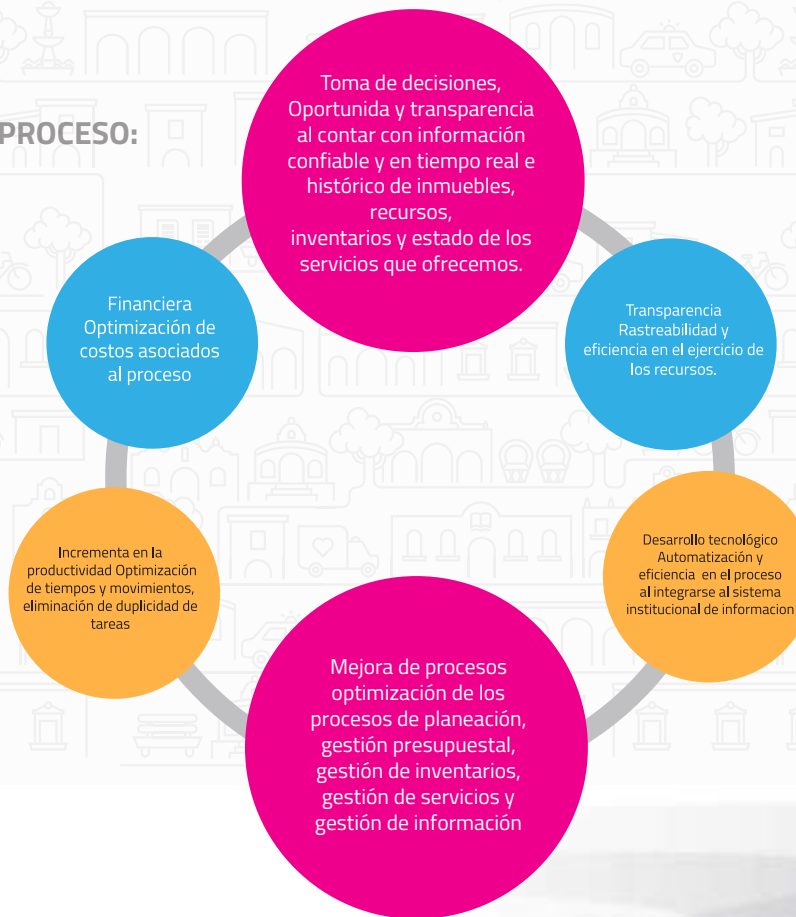 PROCESO:
Toma de decisiones,
Oportunida y transparencia
al contar con información
confiable y en tiempo real e
histórico de inmuebles,
recursos,
inventarios y estado de los
servicios que ofrecemos.
Financiera
Optimización de
costos asociados
al proceso
Transparencia
Rastreabilidad y
eficiencia en el ejercicio de
los recursos.
Incrementa en la
productividad Optimización
de tiempos y movimientos,
eliminación de duplicidad de
tareas
Desarrollo tecnológico
Automatización y
eficiencia en el proceso
al integrarse al sistema
institucional de informacion
Mejora de procesos
optimización de los
procesos de planeación,
gestión presupuestal,
gestión de inventarios,
gestión de servicios y
gestión de información